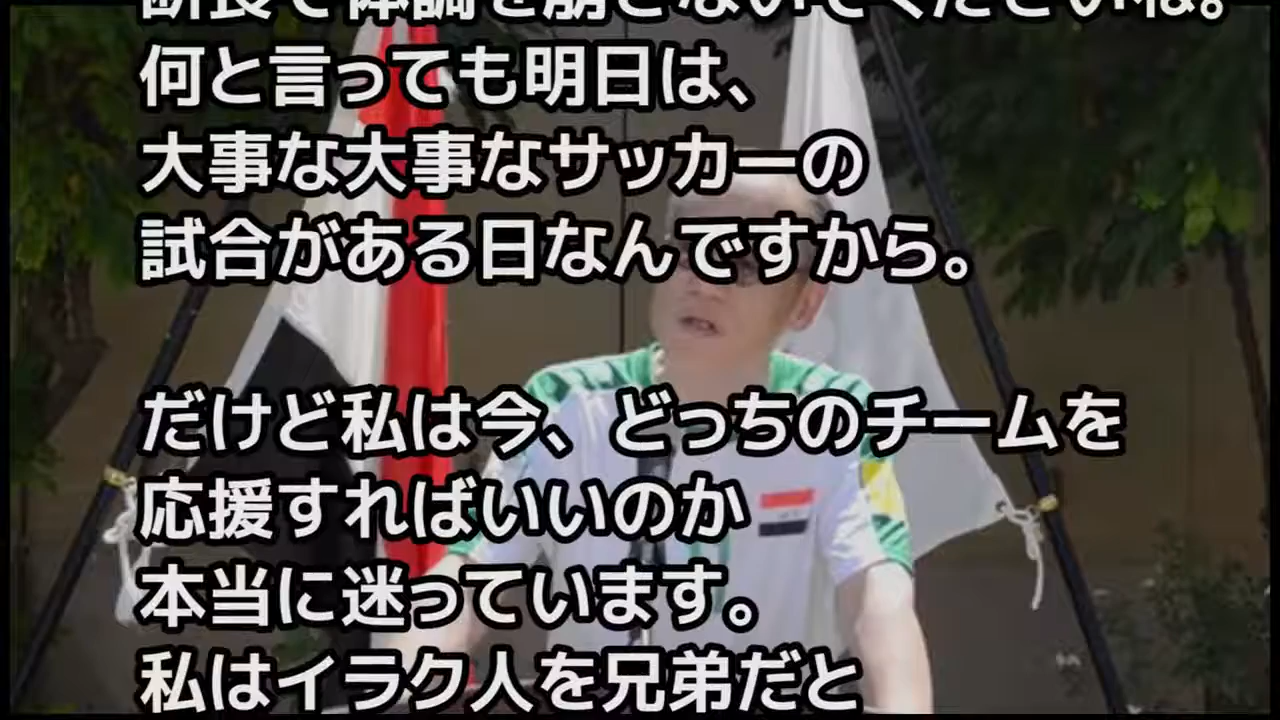 何と言っても明日は、
大事な大事なサッカーの
試合がある日なんですから。
だけど私は今、どっちのチームを
応援すればいいのか
本当に迷っています。
私はイラク人を兄弟だと